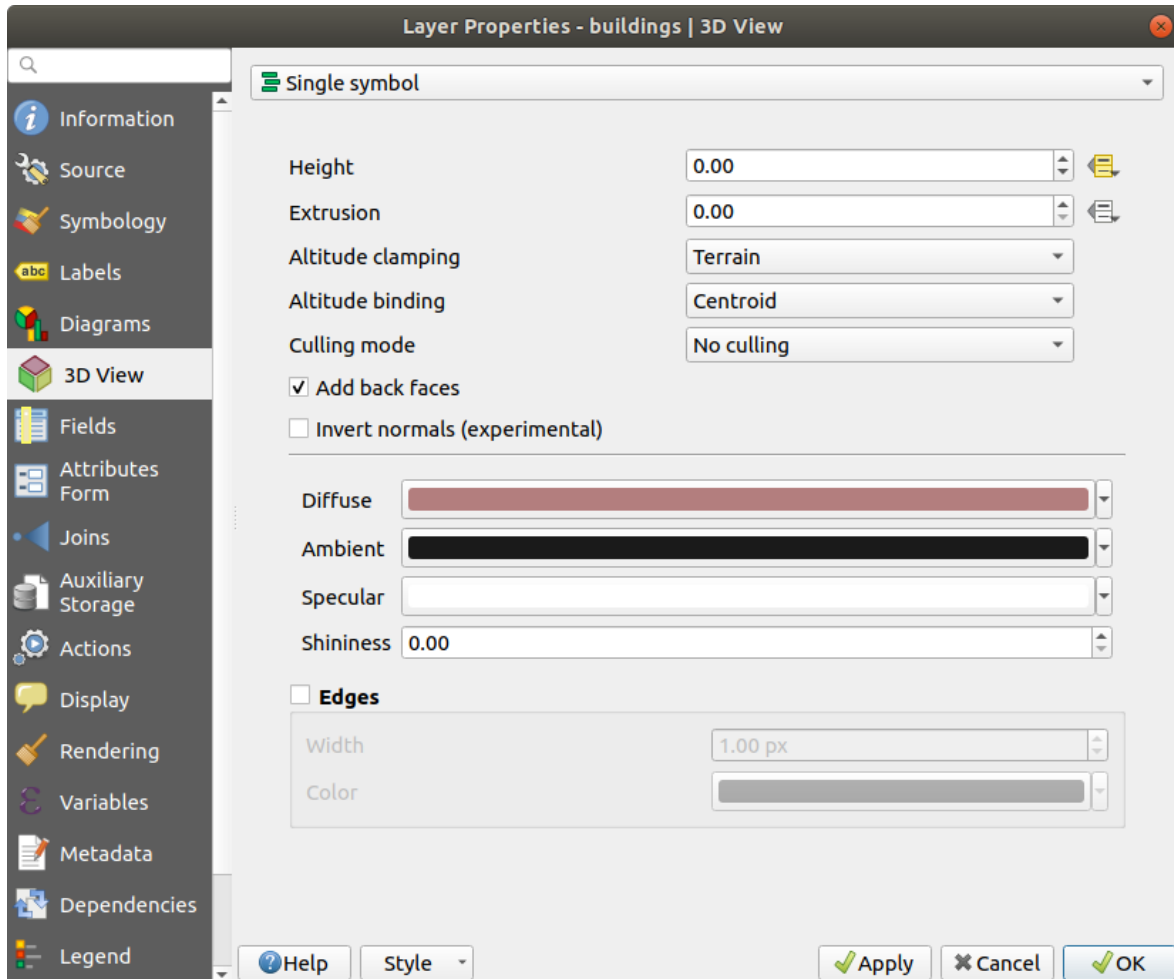 Layer Properties - buildings | 3D View
Information
Source
Symbology
abc Labels
Diagrams
3D View
Fields
Attributes
Form
Joins
Auxiliary
Storage
Actions
Display
Rendering
Variables
Metadata
Dependencies
Legend
Single symbol
Height 0.00
Extrusion 0.00
Altitude clamping Terrain
Altitude binding Centroid
Culling mode No culling
Add back faces
Invert normals (experimental)
Diffuse
Ambient
Specular
Shininess 0.00
Edges
Width 1.00 px
Color
Help Style Apply Cancel OK